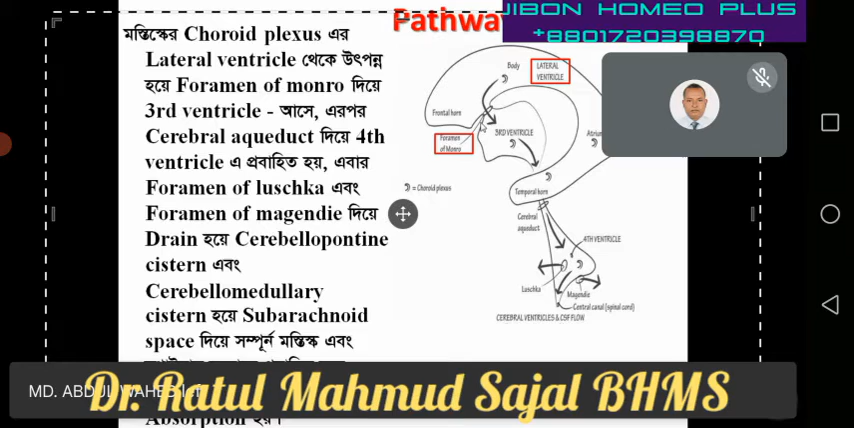 Pathwa
JIBON HOMEO PLUS
+8801720398870
মস্তিস্কের Choroid plexus এর
Lateral ventricle থেকে উৎপন্ন
হয়ে Foramen of monro দিয়ে
3rd ventricle - আসে, এরপর
Cerebral aqueduct দিয়ে 4th
ventricle এ প্রবাহিত হয়, এবার
Foramen of luschka এবং
Foramen of magendie দিয়ে
Drain হয়ে Cerebellopontine
cistern এবং
Cerebellomedullary
cistern হয়ে Subarachnoid
space দিয়ে সম্পূর্ন মস্তিস্ক এবং
Absorption হয়।
Body
LATERAL
VENTRICLE
Frontal horn
Foramen
of Monro
3RD VENTRICLE
Atrium
= Choroid plexus
Temporal horn
Cerebral
aqueduct
4TH VENTRICLE
Luschka
Magendie
Central canal (spinal cord)
CEREBRAL VENTRICLES & CSF FLOW
MD. ABDUL WAHED left
Dr. Ratul Mahmud Sajal BHMS